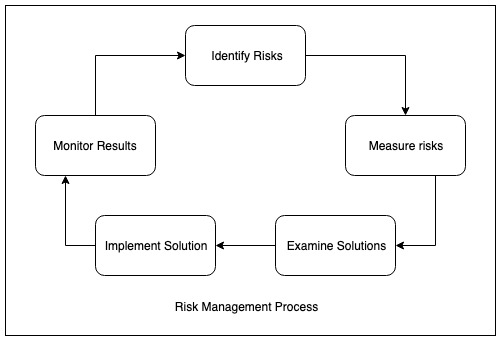 Identify Risks
Monitor Results
Measure risks
Implement Solution
Examine Solutions
Risk Management Process